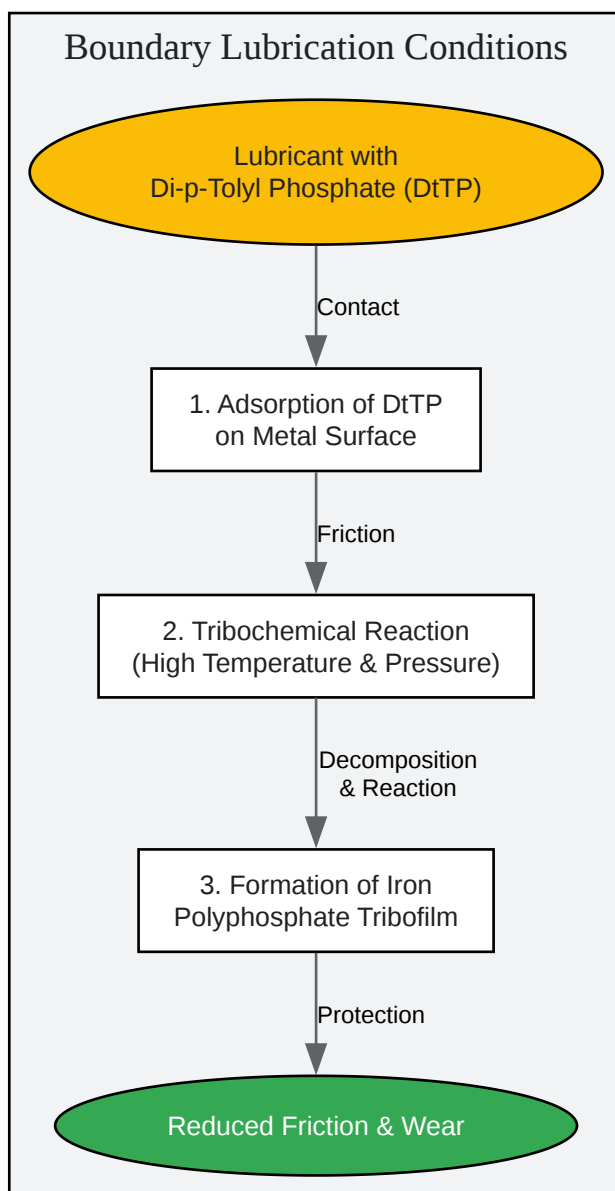 Boundary Lubrication Conditions
Lubricant with
Di-p-Tolyl Phosphate (DtTP)
Contact
1. Adsorption of DtTP
on Metal Surface
Friction
2. Tribochemical Reaction
(High Temperature & Pressure)
Decomposition
& Reaction
3. Formation of Iron
Polyphosphate Tribofilm
Protection
Reduced Friction & Wear